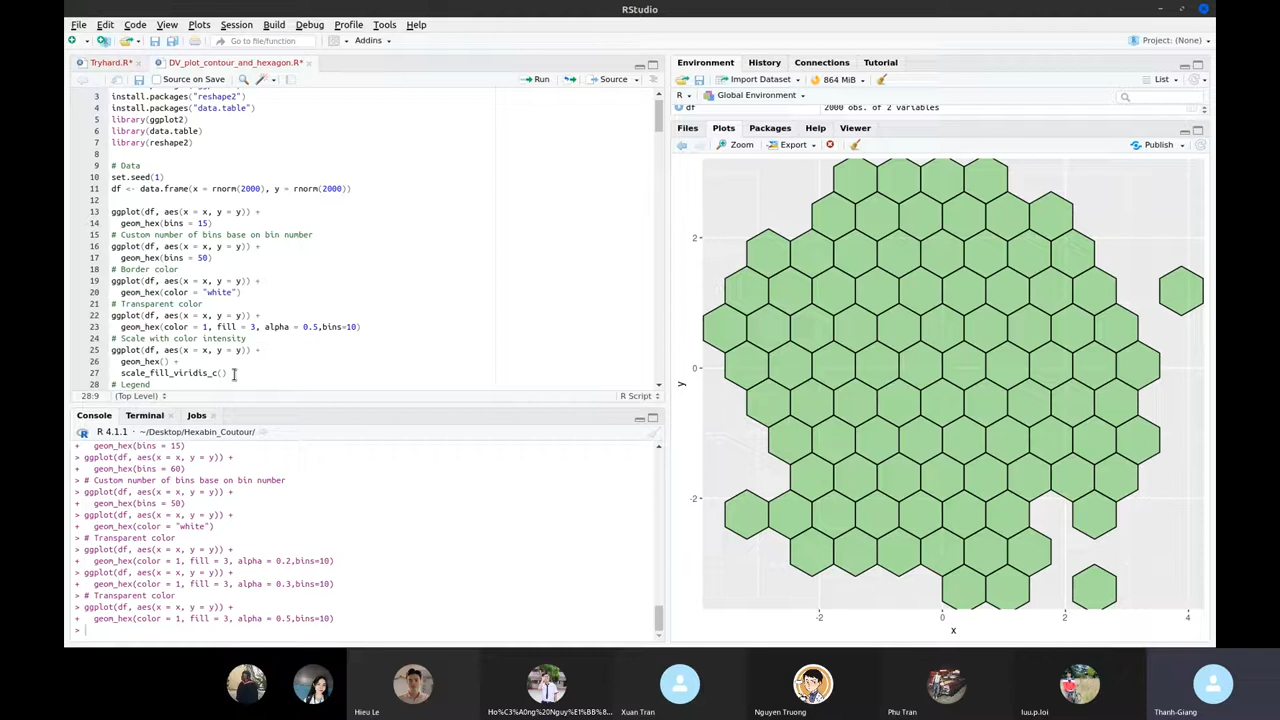 RStudio
File Edit Code View Plots Session Build Debug Profile Tools Help
Go to file/function Addins Project: (None)
Tryhard.R* DV_plot_contour_and_hexagon.R*
Source on Save Run Source
3 install.packages("reshape2")
4 install.packages("data.table")
5 library(ggplot2)
6 library(data.table)
7 library(reshape2)
8
9 # Data
10 set.seed(1)
11 df <- data.frame(x = rnorm(2000), y = rnorm(2000))
12
13 ggplot(df, aes(x = x, y = y)) +
14 geom_hex(bins = 15)
15 # Custom number of bins base on bin number
16 ggplot(df, aes(x = x, y = y)) +
17 geom_hex(bins = 50)
18 # Border color
19 ggplot(df, aes(x = x, y = y)) +
20 geom_hex(color = "white")
21 # Transparent color
22 ggplot(df, aes(x = x, y = y)) +
23 geom_hex(color = 1, fill = 3, alpha = 0.5,bins=10)
24 # Scale with color intensity
25 ggplot(df, aes(x = x, y = y)) +
26 geom_hex() +
27 scale_fill_viridis_c()
28 # Legend
28:9 (Top Level) R Script
Console Terminal Jobs
R 4.1.1 · ~/Desktop/Hexabin_Coutour/
+ geom_hex(bins = 15)
> ggplot(df, aes(x = x, y = y)) +
+ geom_hex(bins = 60)
> # Custom number of bins base on bin number
> ggplot(df, aes(x = x, y = y)) +
+ geom_hex(bins = 50)
> ggplot(df, aes(x = x, y = y)) +
+ geom_hex(color = "white")
> # Transparent color
> ggplot(df, aes(x = x, y = y)) +
+ geom_hex(color = 1, fill = 3, alpha = 0.2,bins=10)
> ggplot(df, aes(x = x, y = y)) +
+ geom_hex(color = 1, fill = 3, alpha = 0.3,bins=10)
> # Transparent color
> ggplot(df, aes(x = x, y = y)) +
+ geom_hex(color = 1, fill = 3, alpha = 0.5,bins=10)
>
Environment History Connections Tutorial
Import Dataset 864 MiB List
R Global Environment
df 2000 obs. of 2 variables
Files Plots Packages Help Viewer
Zoom Export Publish
2
0
-2
y
-2 0 2 4
x
Hieu Le Ho%C3%A0ng%20Nguy%E1%BB%8... Xuan Tran Nguyen Truong Phu Tran luu.p.loi Thanh-Giang